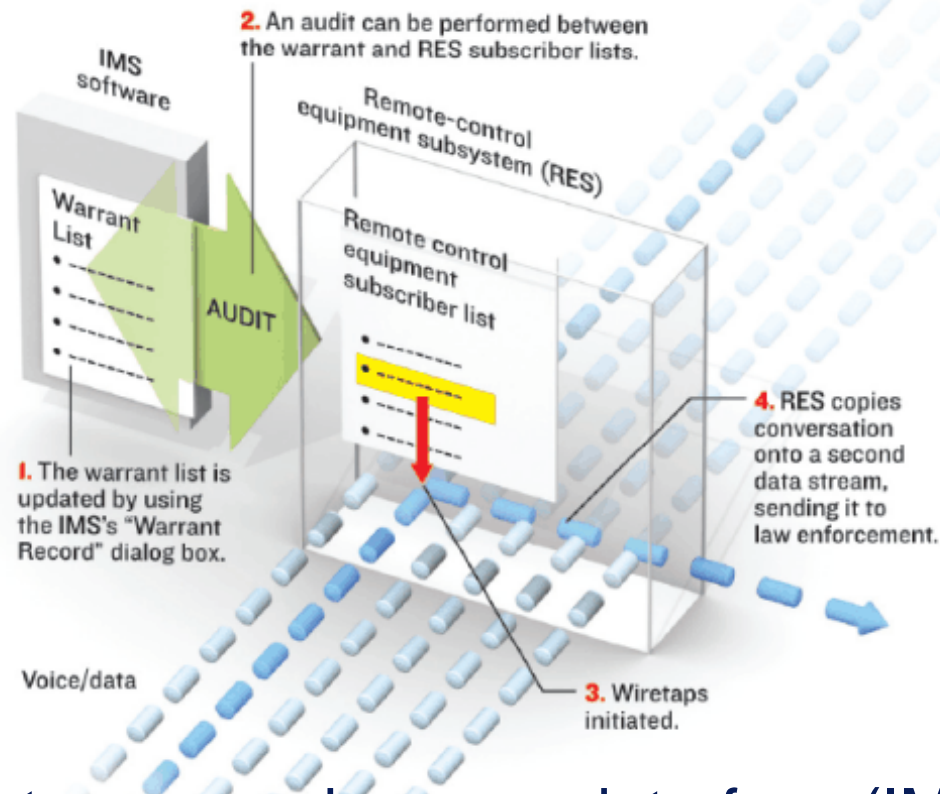 2. An audit can be performed between
the warrant and RES subscriber lists.
IMS
software
Remote-control
equipment subsystem (RES)
Warrant
List
AUDIT
Remote control
equipment
subscriber list
1. The warrant list is
updated by using
the IMS's “Warrant
Record” dialog box.
4. RES copies
conversation
onto a second
data stream,
sending it to
law enforcement.
Voice/data
3. Wiretaps
initiated.